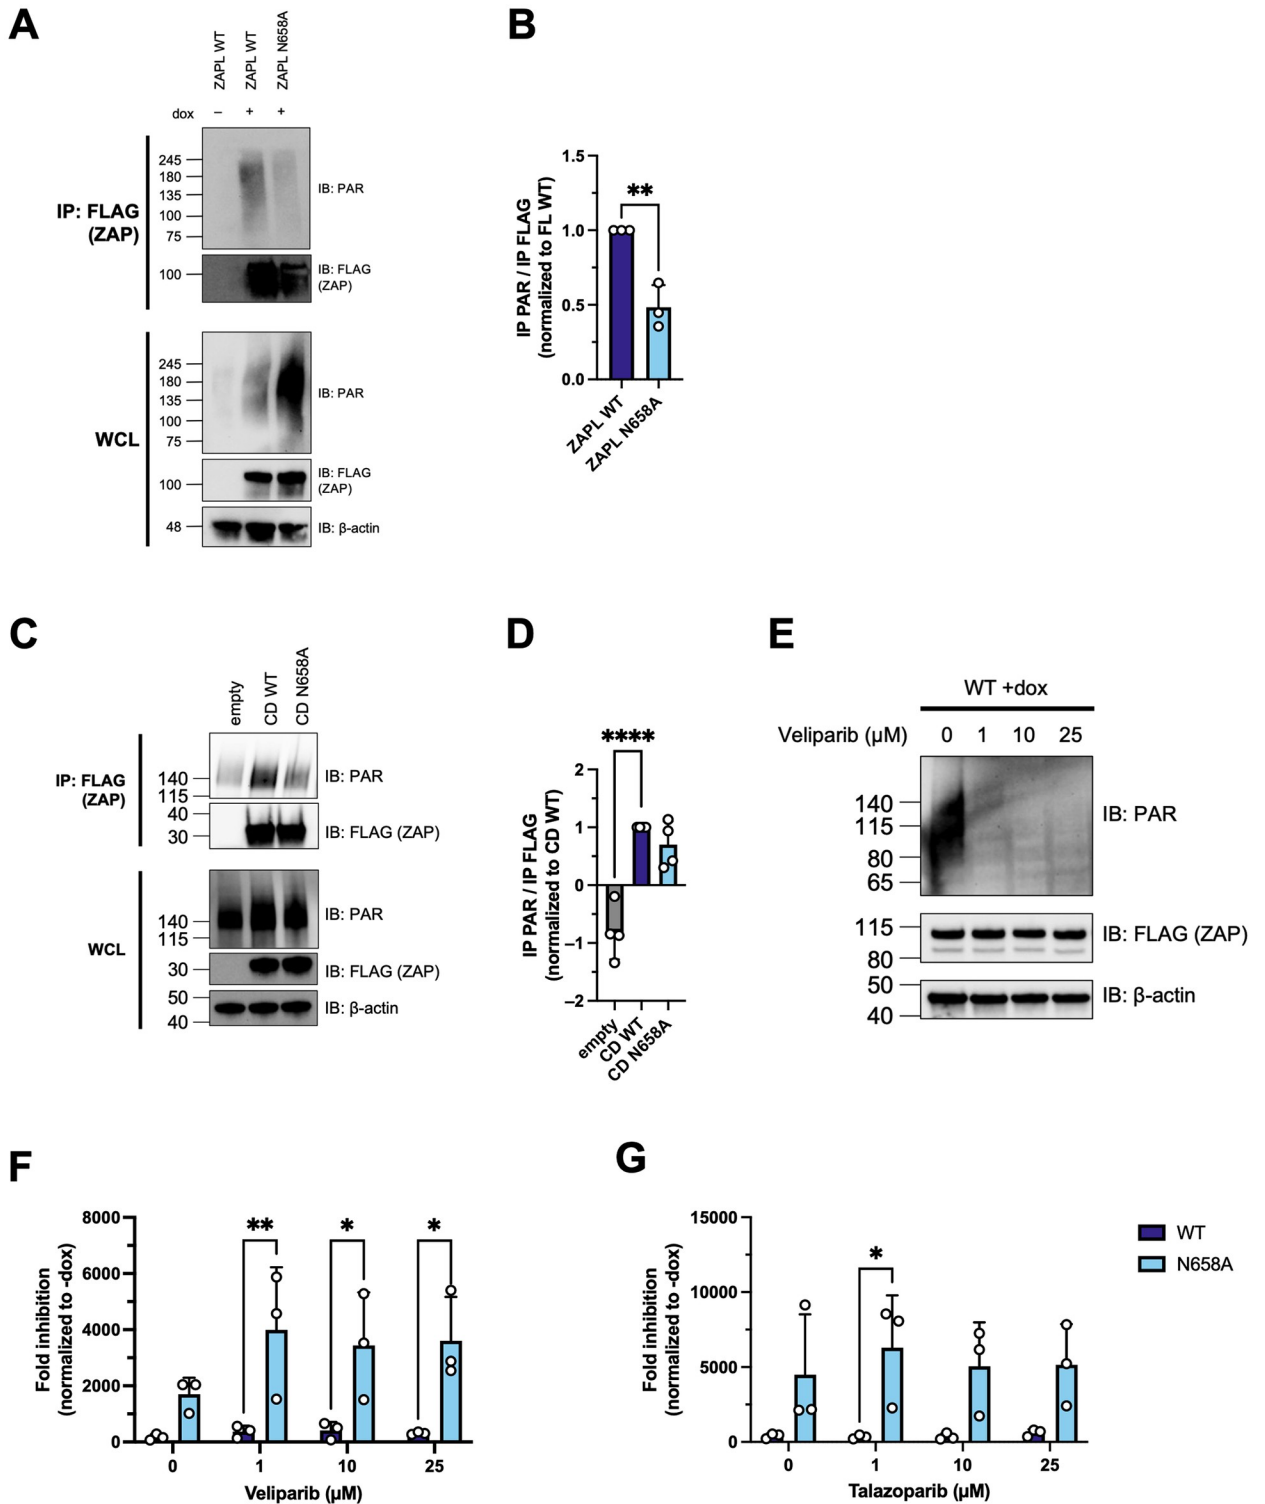 A
ZAPL WT
ZAPL WT
ZAPL N658A
dox
–
+
+
IP: FLAG
(ZAP)
245
180
135
100
75
IB: PAR
100
IB: FLAG
(ZAP)
WCL
245
180
135
100
75
IB: PAR
100
IB: FLAG
(ZAP)
48
IB: β-actin
B
IP PAR / IP FLAG
(normalized to FL WT)
1.5
1.0
0.5
0.0
**
ZAPL WT
ZAPL N658A
C
empty
CD WT
CD N658A
IP: FLAG
(ZAP)
140
115
IB: PAR
40
30
IB: FLAG (ZAP)
WCL
140
115
IB: PAR
30
IB: FLAG (ZAP)
50
40
IB: β-actin
D
IP PAR / IP FLAG
(normalized to CD WT)
2
1
0
–1
–2
****
empty
CD WT
CD N658A
E
WT +dox
Veliparib (µM) 0 1 10 25
140
115
80
65
IB: PAR
115
80
IB: FLAG (ZAP)
50
40
IB: β-actin
F
Fold inhibition
(normalized to -dox)
8000
6000
4000
2000
0
** * *
0 1 10 25
Veliparib (µM)
G
Fold inhibition
(normalized to -dox)
15000
10000
5000
0
*
0 1 10 25
Talazoparib (µM)
WT
N658A